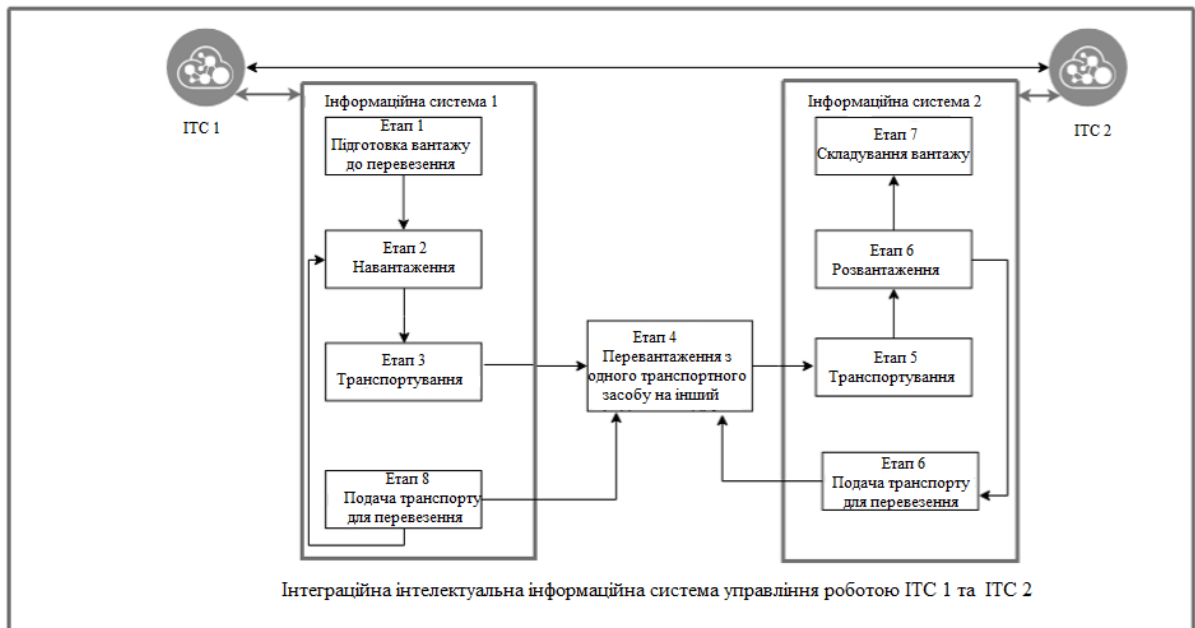 ІТС 1
Інформаційна система 1
Етап 1
Підготовка вантажу
до перевезення
Етап 2
Навантаження
Етап 3
Транспортування
Етап 8
Подача транспорту
для перевезення
Етап 4
Перевантаження з
одного транспортного
засобу на інший
Інформаційна система 2
Етап 7
Складування вантажу
Етап 6
Розвантаження
Етап 5
Транспортування
Етап 6
Подача транспорту
для перевезення
ІТС 2
Інтеграційна інтелектуальна інформаційна система управління роботою ІТС 1 та ІТС 2